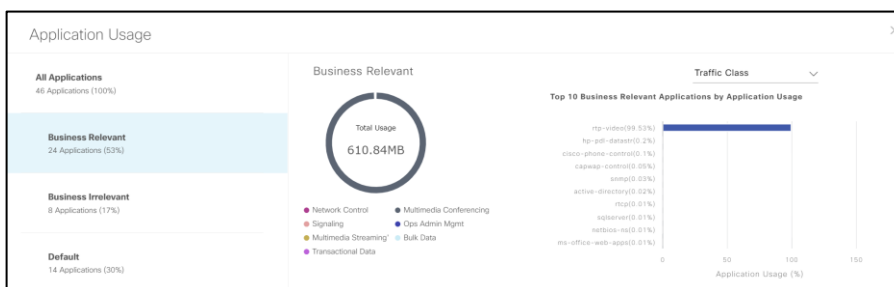 Application Usage
All Applications
46 Applications (100%)
Business Relevant
24 Applications (53%)
Business Irrelevant
8 Applications (17%)
Default
14 Applications (30%)
Business Relevant
Total Usage
610.84MB
Network Control
Multimedia Conferencing
Signaling
Ops Admin Mgmt
Multimedia Streaming'
Bulk Data
Transactional Data
Traffic Class
Top 10 Business Relevant Applications by Application Usage
rtp-video(99.53%)
hp-pdl-datastr(0.2%)
cisco-phone-control(0.1%)
capwap-control(0.05%)
snmp(0.03%)
active-directory(0.02%)
rtcp(0.01%)
sqlserver(0.01%)
netbios-ns(0.01%)
ms-office-web-apps(0.01%)
0 50 100 150
Application Usage (%)